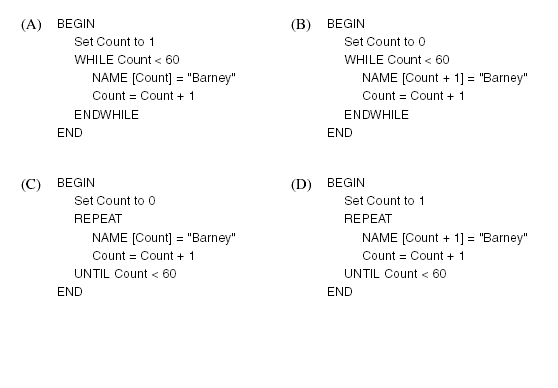 (A) BEGIN
Set Count to 1
WHILE Count < 60
NAME [Count] = "Barney"
Count = Count + 1
ENDWHILE
END
(B) BEGIN
Set Count to 0
WHILE Count < 60
NAME [Count + 1] = "Barney"
Count = Count + 1
ENDWHILE
END
(C) BEGIN
Set Count to 0
REPEAT
NAME [Count] = "Barney"
Count = Count + 1
UNTIL Count < 60
END
(D) BEGIN
Set Count to 1
REPEAT
NAME [Count + 1] = "Barney"
Count = Count + 1
UNTIL Count < 60
END